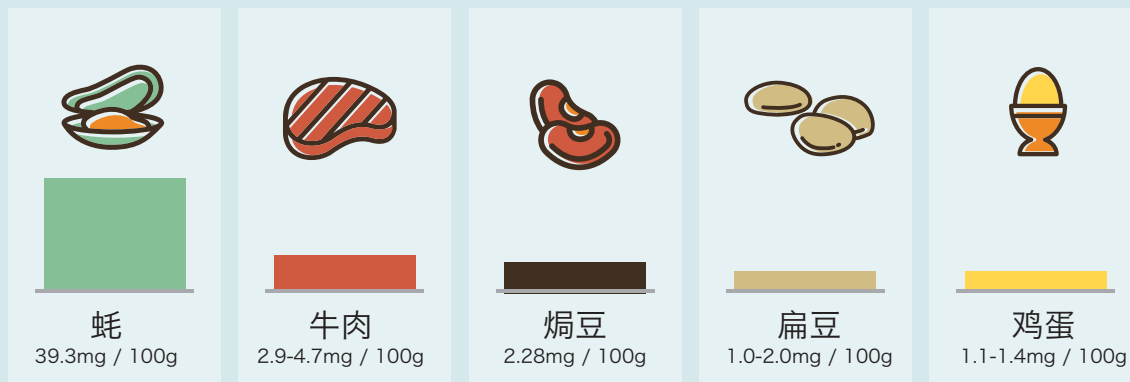 蚝
39.3mg / 100g
牛肉
2.9-4.7mg / 100g
焗豆
2.28mg / 100g
扁豆
1.0-2.0mg / 100g
鸡蛋
1.1-1.4mg / 100g